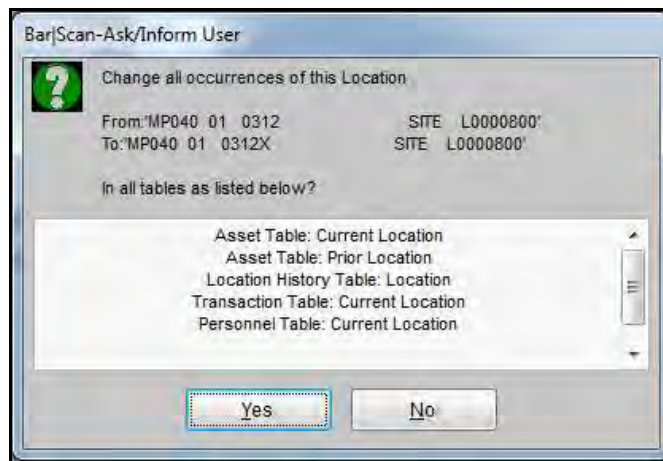 Bar|Scan-Ask/Inform User
Change all occurrences of this Location
From:'MP040 01 0312 SITE L0000800'
To:'MP040 01 0312X SITE L0000800'
In all tables as listed below?
Asset Table: Current Location
Asset Table: Prior Location
Location History Table: Location
Transaction Table: Current Location
Personnel Table: Current Location
Yes No